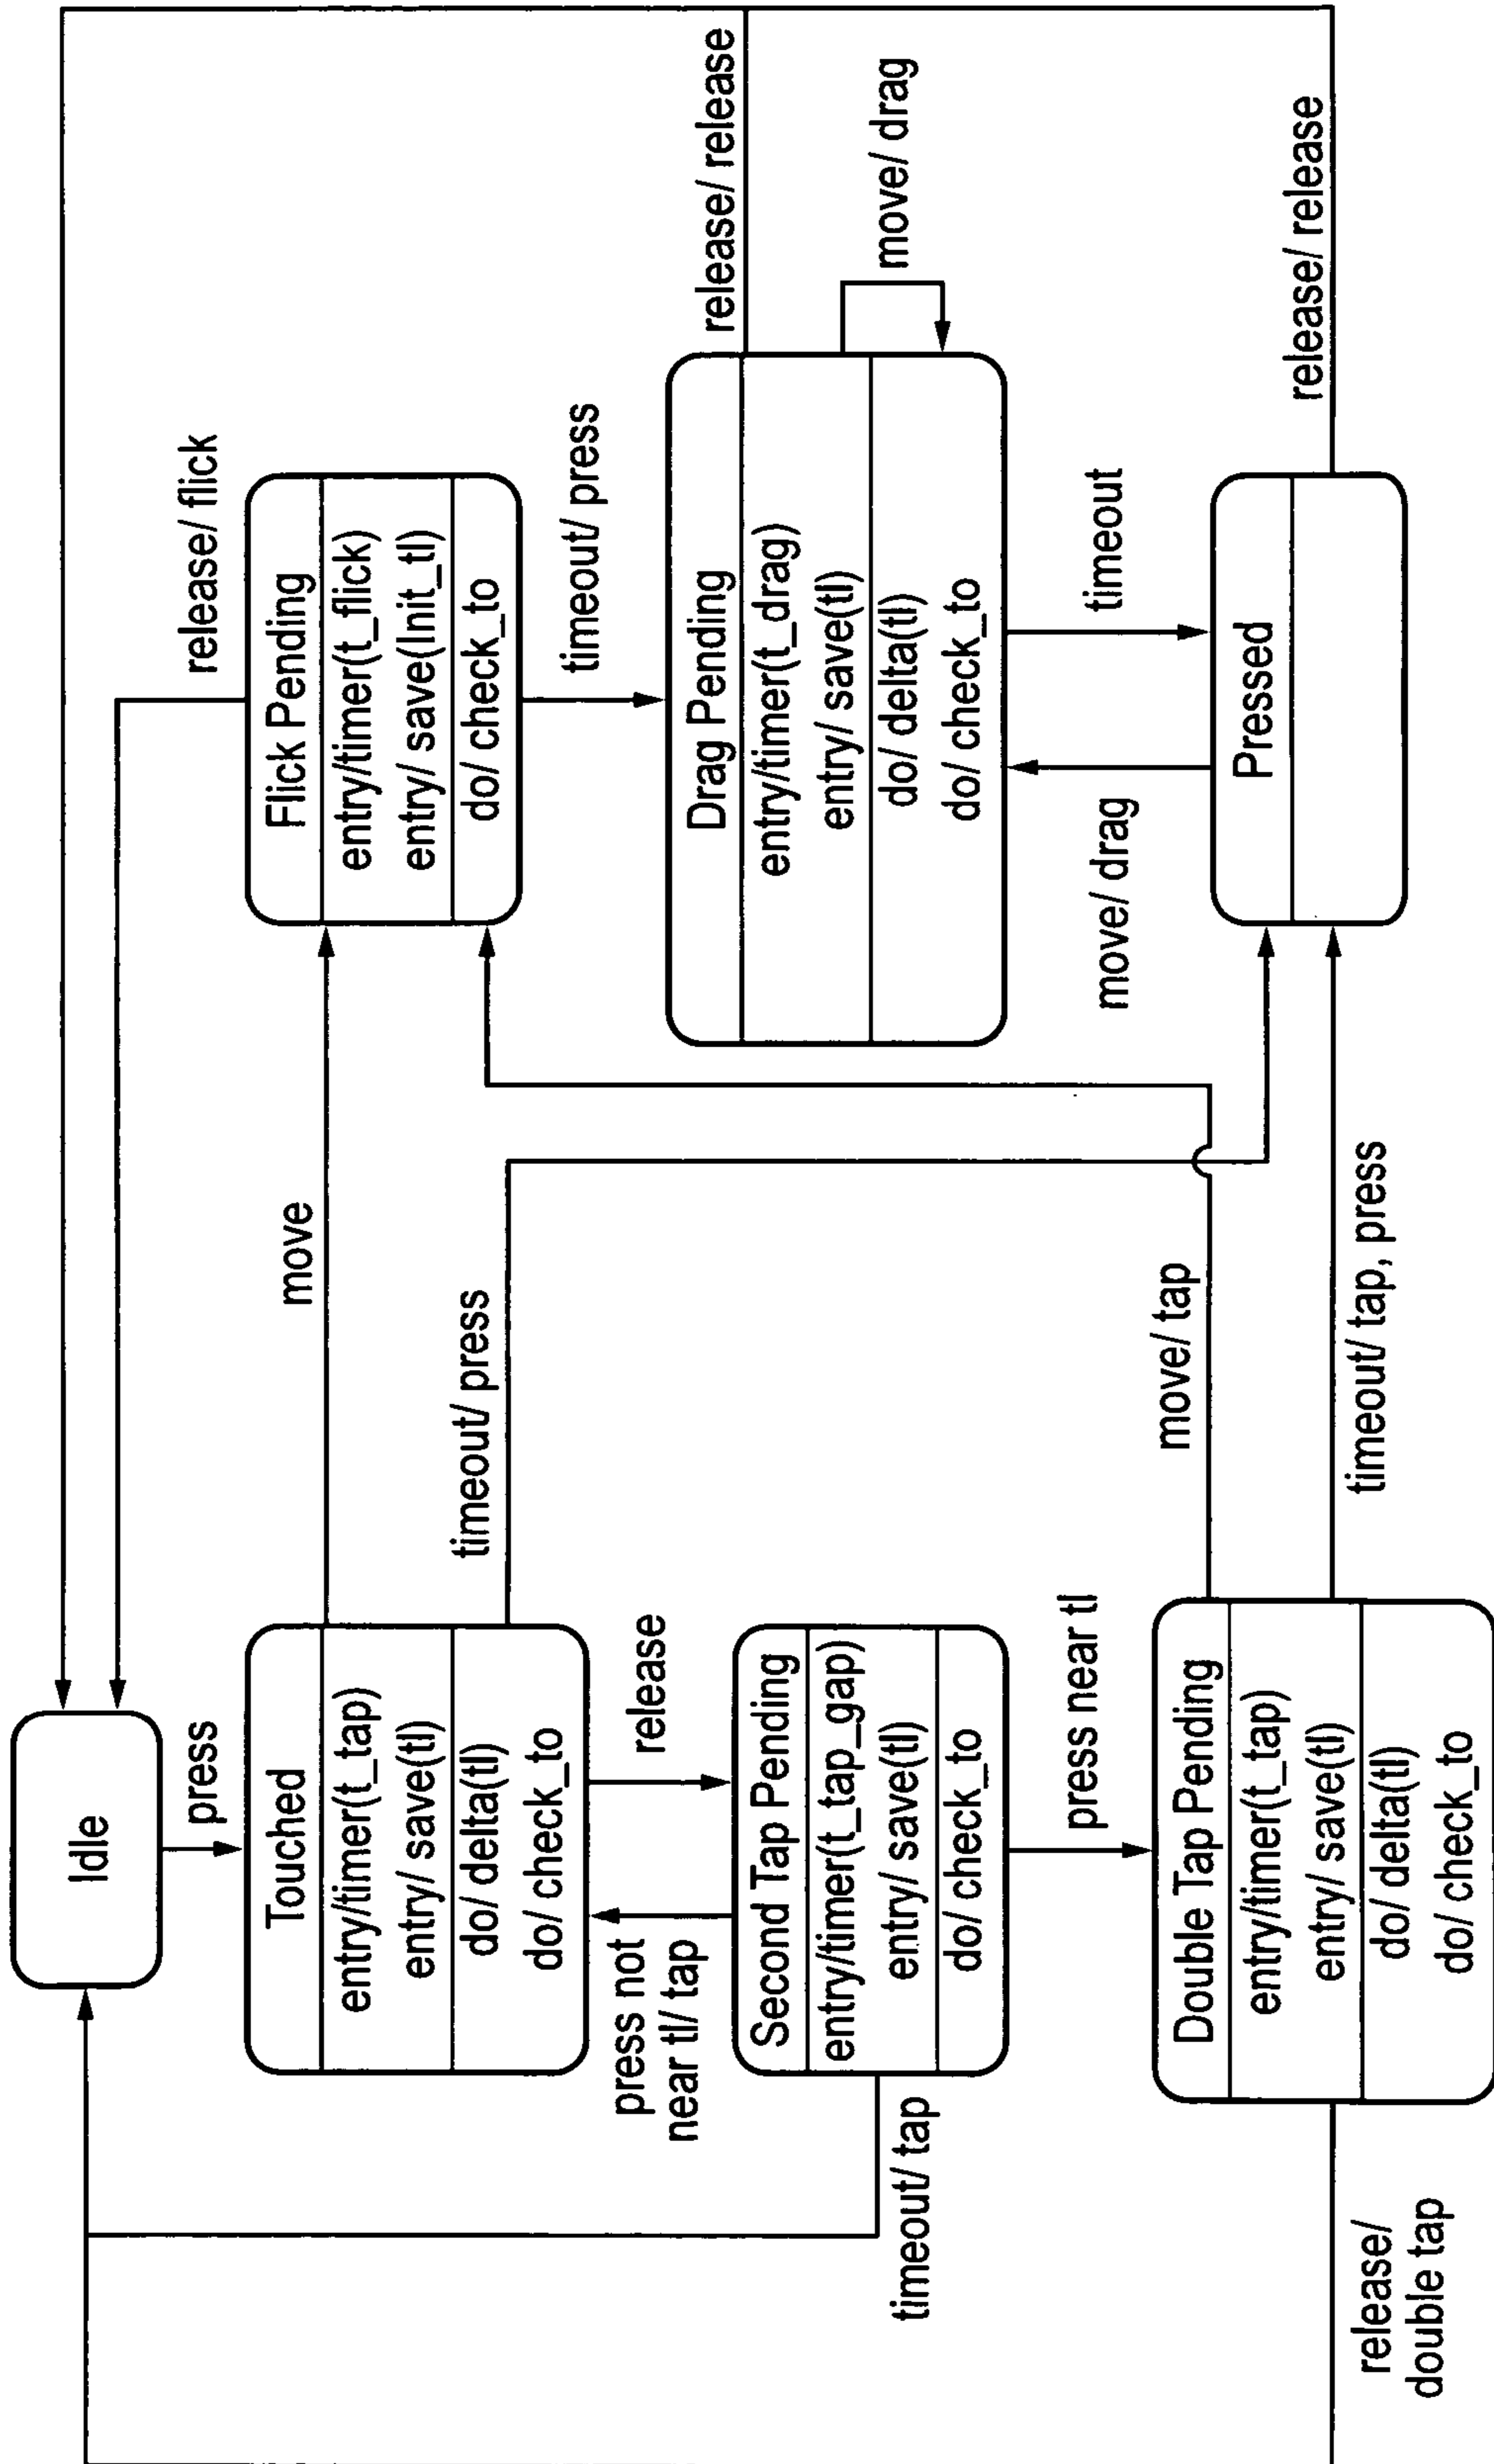 Idle
press
Touched
entry/timer(t_tap)
entry/ save(tl)
do/ delta(tl)
do/ check_to
move
timeout/ press
release
press not
near tl/ tap
Second Tap Pending
entry/timer(t_tap_gap)
entry/ save(tl)
do/ check_to
timeout/ tap
press near tl
Double Tap Pending
entry/timer(t_tap)
entry/ save(tl)
do/ delta(tl)
do/ check_to
release/
double tap
move/ tap
timeout/ tap, press
release/ flick
Flick Pending
entry/timer(t_flick)
entry/ save(Init_tl)
do/ check_to
timeout/ press
release/ release
Drag Pending
entry/timer(t_drag)
entry/ save(tl)
do/ delta(tl)
do/ check_to
move/ drag
move/ drag
timeout
Pressed
release/ release